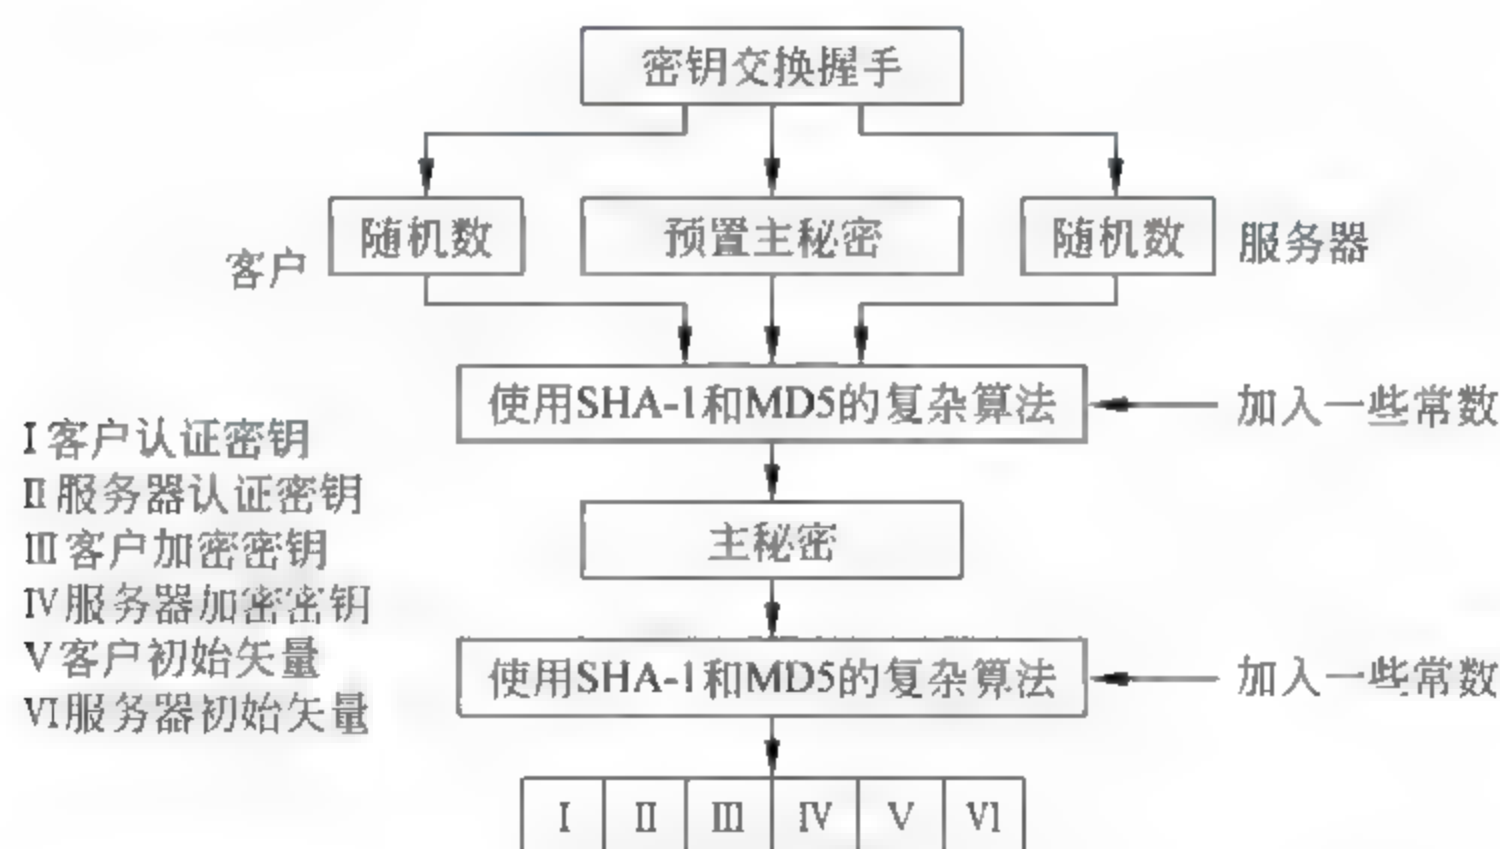 密钥交换握手
客户
随机数
预置主秘密
随机数
服务器
使用SHA-1和MD5的复杂算法
加入一些常数
I 客户认证密钥
II 服务器认证密钥
III 客户加密密钥
IV 服务器加密密钥
V 客户初始矢量
VI 服务器初始矢量
主秘密
使用SHA-1和MD5的复杂算法
加入一些常数
I
II
III
IV
V
VI